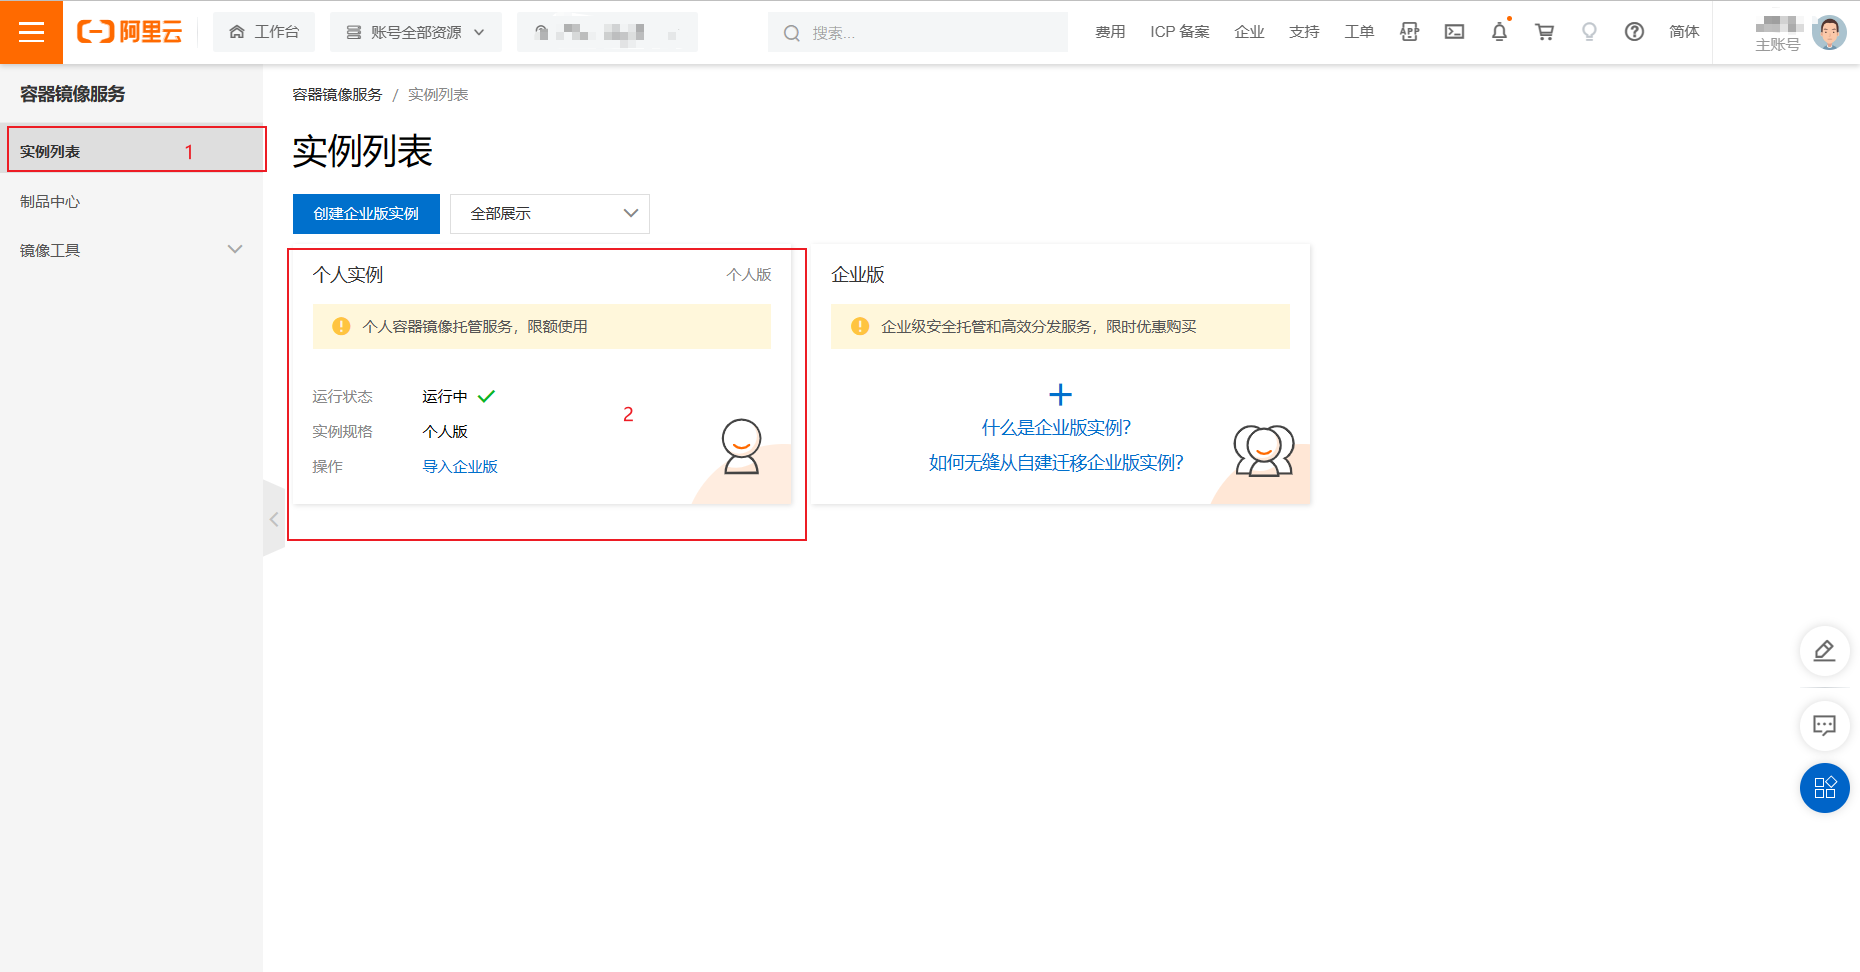 阿里云
工作台
账号全部资源
搜索...
费用
ICP 备案
企业
支持
工单
APP
简体
主账号
容器镜像服务
实例列表
1
制品中心
镜像工具
容器镜像服务 / 实例列表
实例列表
创建企业版实例
全部展示
个人实例
个人版
个人容器镜像托管服务，限额使用
运行状态 运行中
实例规格 个人版
操作 导入企业版
2
企业版
企业级安全托管和高效分发服务，限时优惠购买
什么是企业版实例?
如何无缝从自建迁移企业版实例?